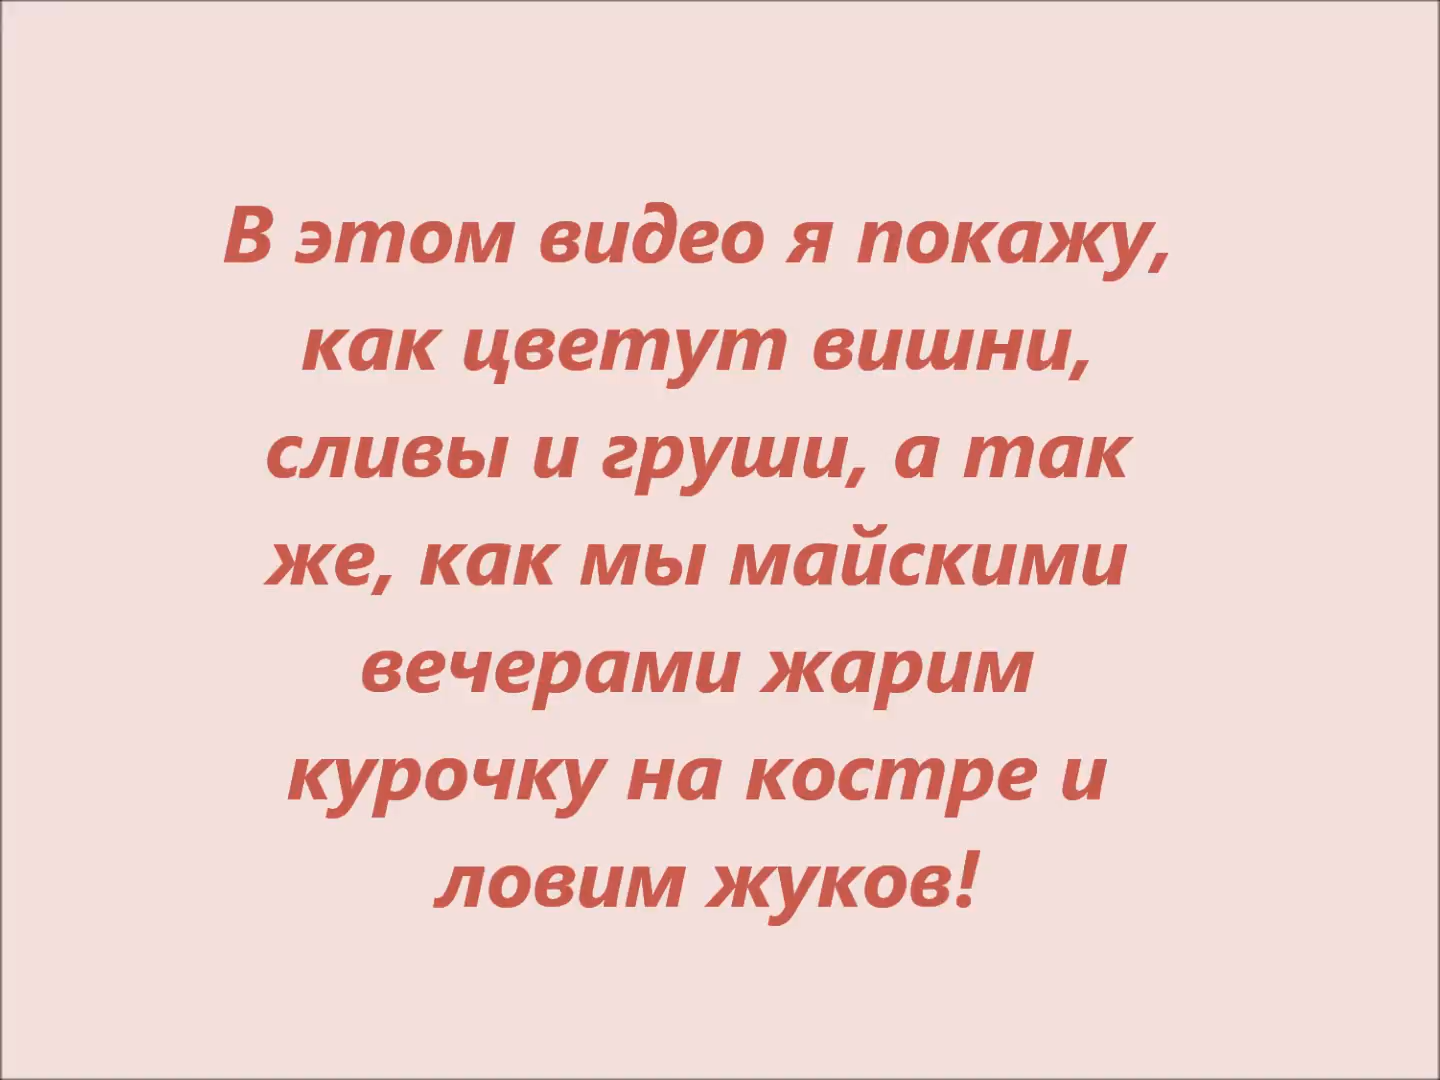 В этом видео я покажу,
как цветут вишни,
сливы и груши, а так
же, как мы майскими
вечерами жарим
курочку на костре и
ловим жуков!